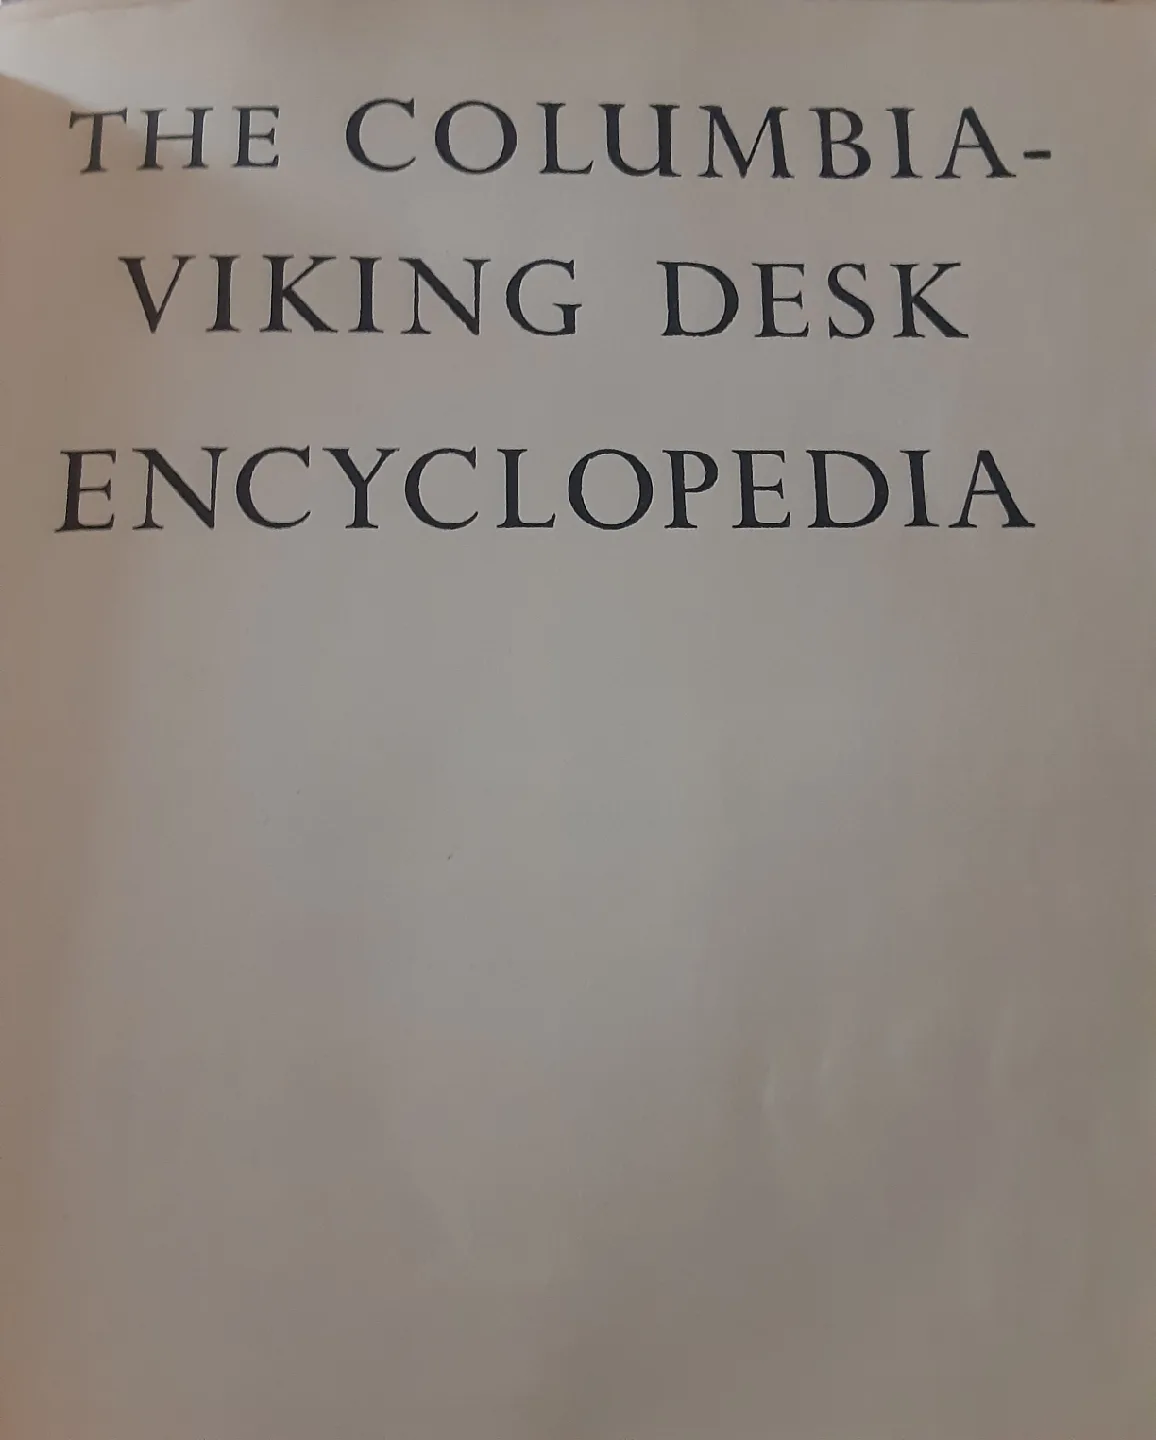 THE COLUMBIA-
VIKING DESK
ENCYCLOPEDIA